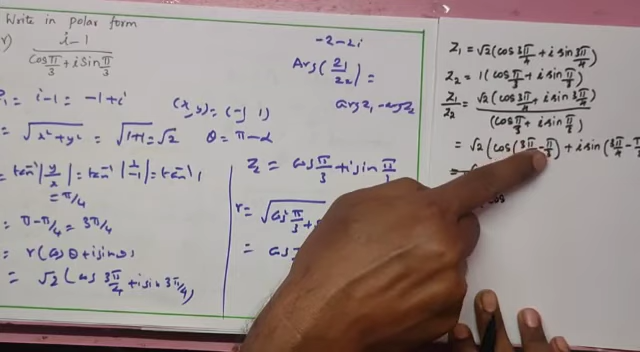 Write in polar form
v) i-1 / cos π/3 + i sin π/3
-2-2i
Arg(z1/z2) =
arg z1 - arg z2
z1 = i-1 = -1+i
(x,y) = (-1, 1)
= √x²+y² = √1+1 = √2 θ = π-α
= tan⁻¹|y/x| = tan⁻¹|1/-1| = tan⁻¹ 1
= π/4
= π-π/4 = 3π/4
= r(cos θ + i sin θ)
= √2 (cos 3π/4 + i sin 3π/4)
z2 = cos π/3 + i sin π/3
r = √cos² π/3 +
= cos
z1 = √2 (cos 3π/4 + i sin 3π/4)
z2 = 1 (cos π/3 + i sin π/3)
z1/z2 = √2 (cos 3π/4 + i sin 3π/4) / (cos π/3 + i sin π/3)
= √2 (cos(3π/4 - π/3) + i sin(3π/4 -
=
cos